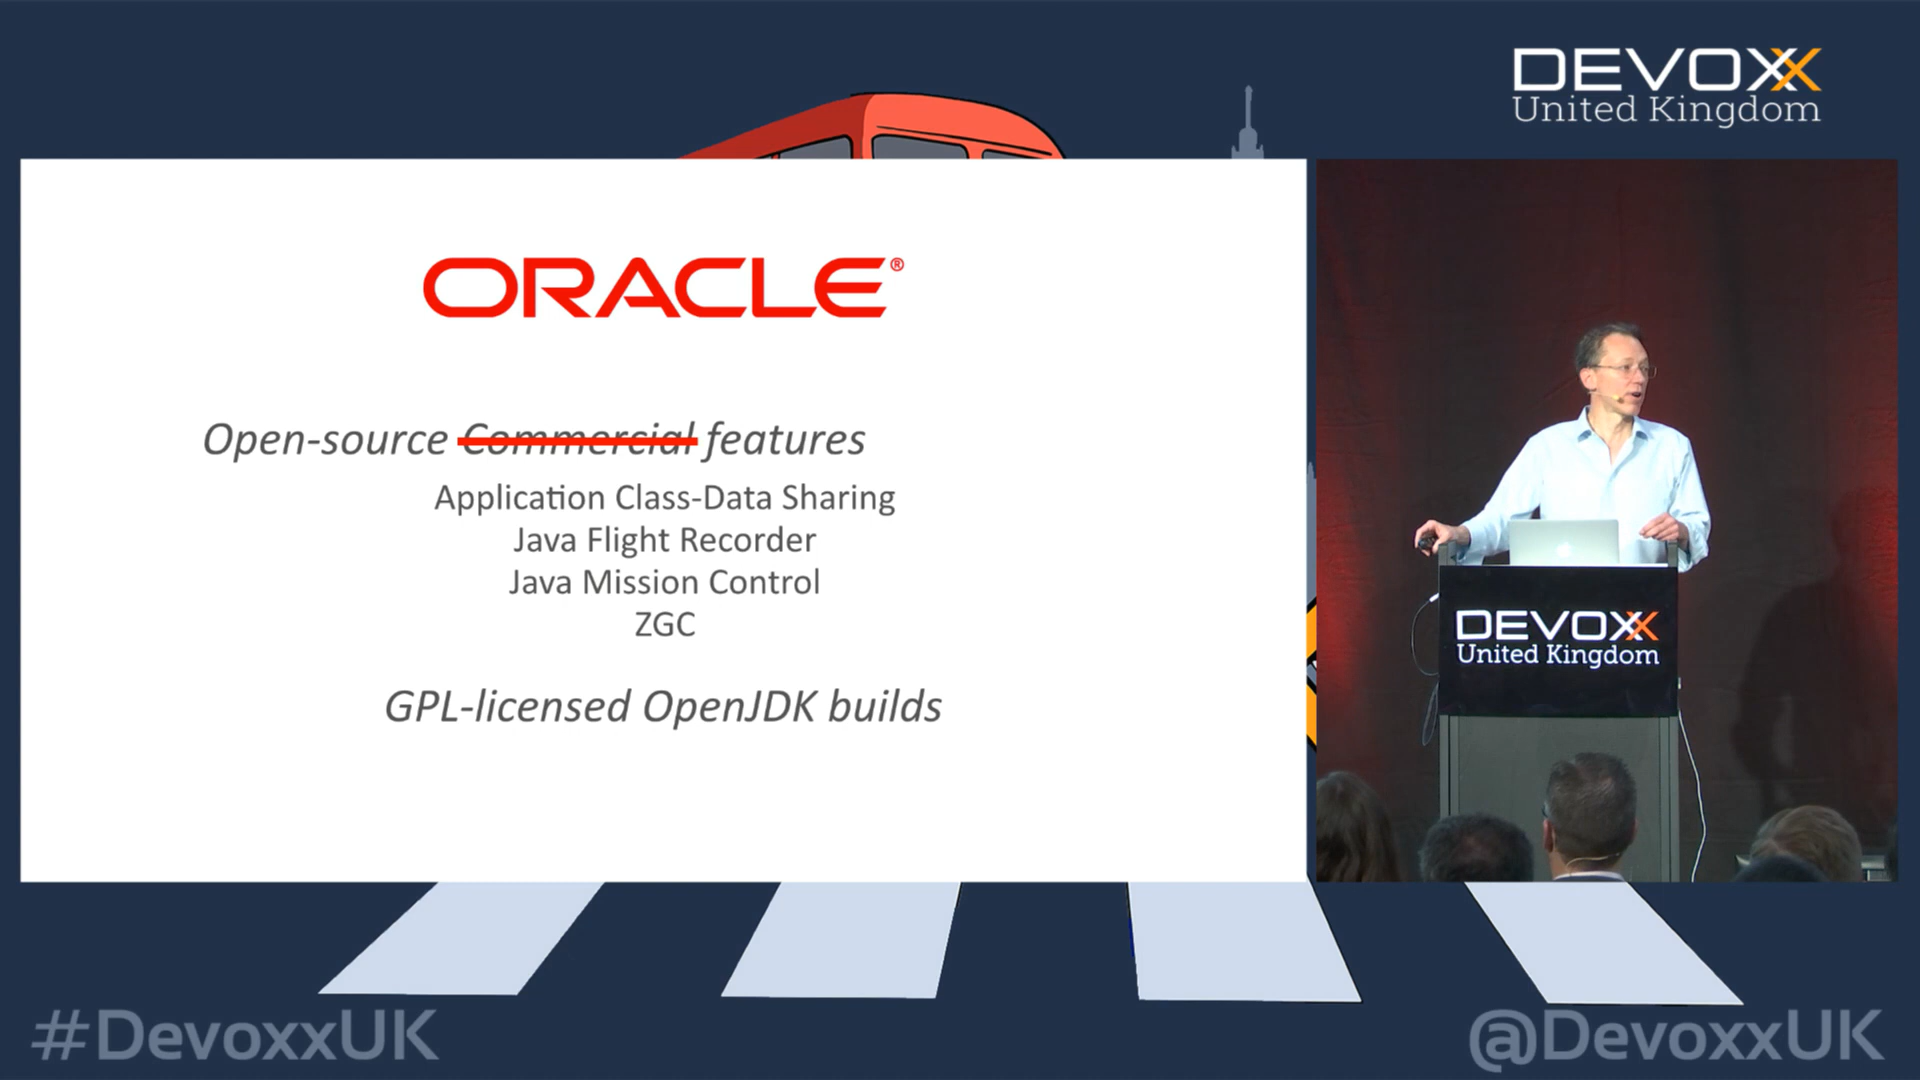 DEVOXX
United Kingdom
ORACLE®
Open-source Commercial features
Application Class-Data Sharing
Java Flight Recorder
Java Mission Control
ZGC
GPL-licensed OpenJDK builds
DEVOXX
United Kingdom
#DevoxxUK
@DevoxxUK